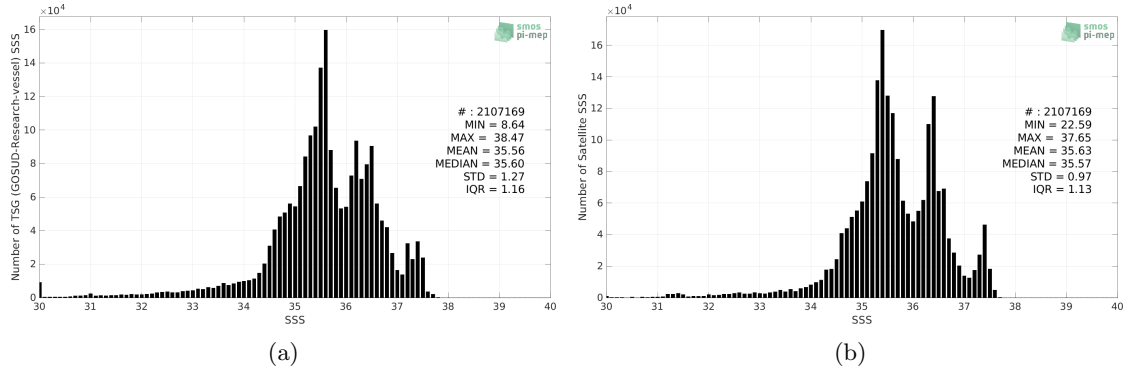 ×10⁴
16
14
12
10
8
6
4
2
0
Number of TSG (GOSUD-Research-vessel) SSS
smos
pi-mep
# : 2107169
MIN = 8.64
MAX = 38.47
MEAN = 35.56
MEDIAN = 35.60
STD = 1.27
IQR = 1.16
30 31 32 33 34 35 36 37 38 39 40
SSS
(a)
×10⁴
16
14
12
10
8
6
4
2
0
Number of Satellite SSS
smos
pi-mep
# : 2107169
MIN = 22.59
MAX = 37.65
MEAN = 35.63
MEDIAN = 35.57
STD = 0.97
IQR = 1.13
30 31 32 33 34 35 36 37 38 39 40
SSS
(b)